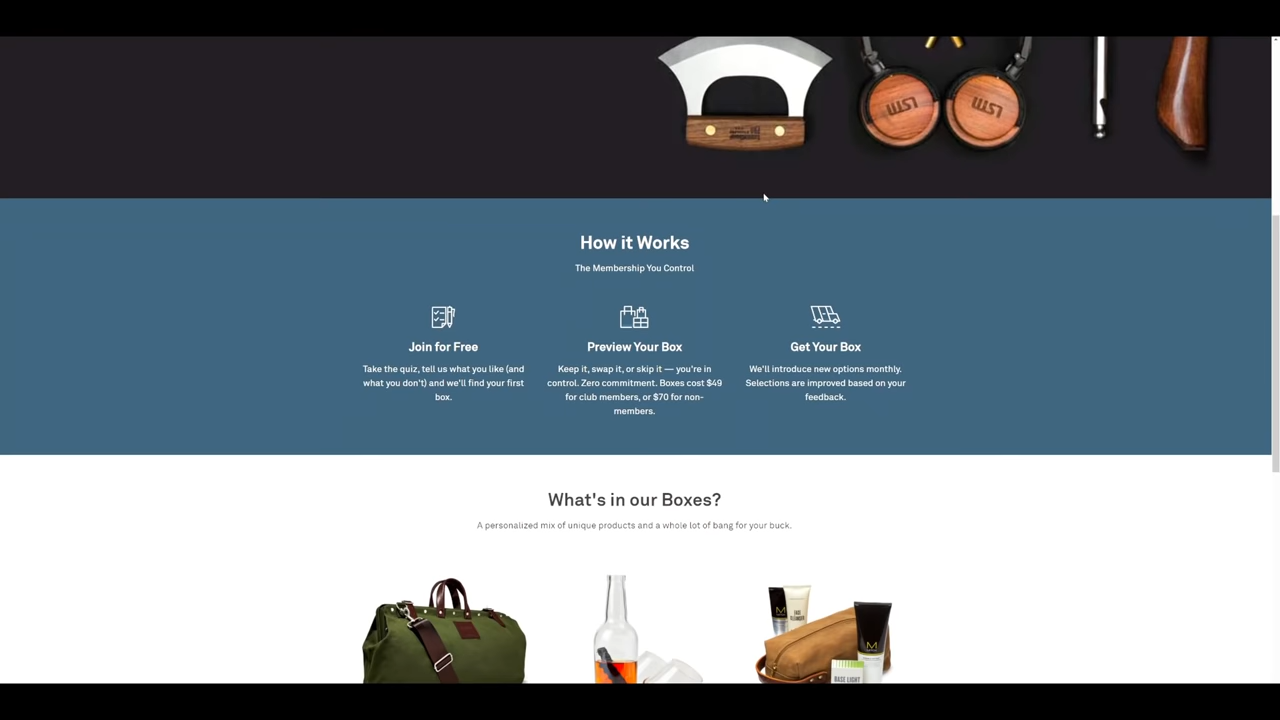 LSTM
LSTM
How it Works
The Membership You Control
Join for Free
Take the quiz, tell us what you like (and
what you don't) and we'll find your first
box.
Preview Your Box
Keep it, swap it, or skip it — you're in
control. Zero commitment. Boxes cost $49
for club members, or $70 for non-
members.
Get Your Box
We'll introduce new options monthly.
Selections are improved based on your
feedback.
What's in our Boxes?
A personalized mix of unique products and a whole lot of bang for your buck.
M
M
BASE LIGHT